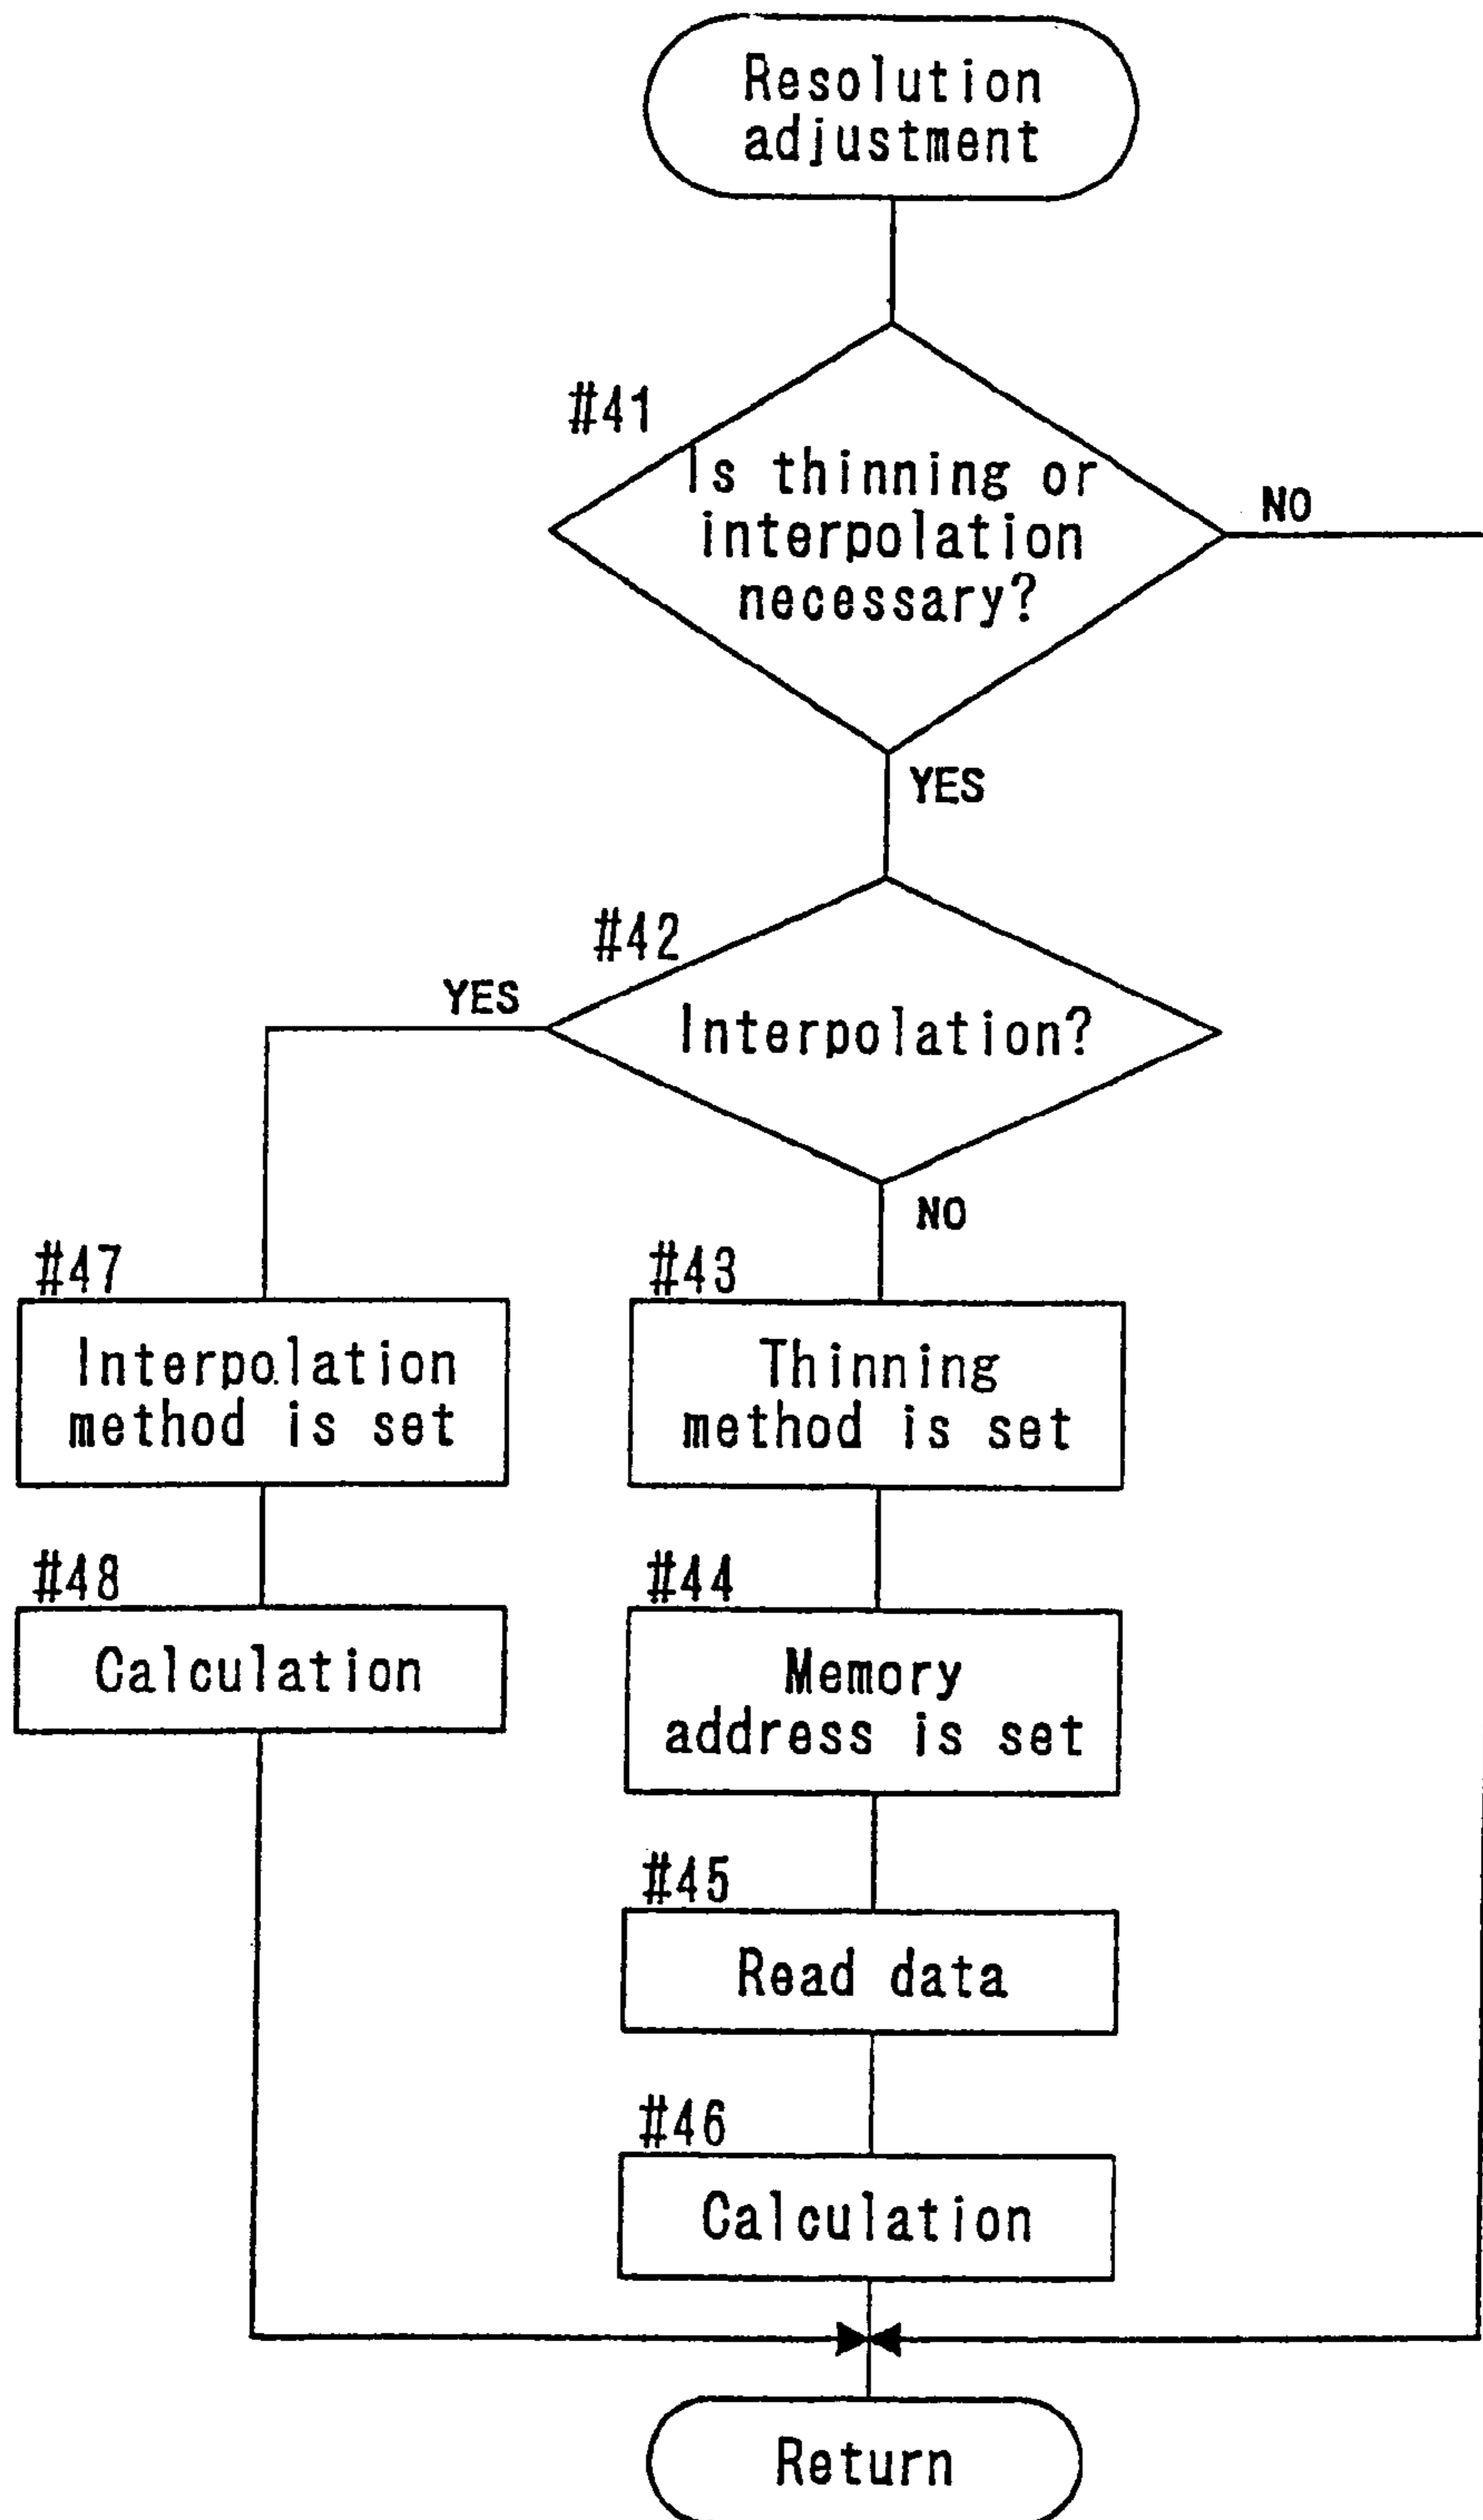 Resolution
adjustment
#41
Is thinning or
interpolation
necessary?
NO
YES
#42
YES
Interpolation?
NO
#47
Interpolation
method is set
#43
Thinning
method is set
#48
Calculation
#44
Memory
address is set
#45
Read data
#46
Calculation
Return